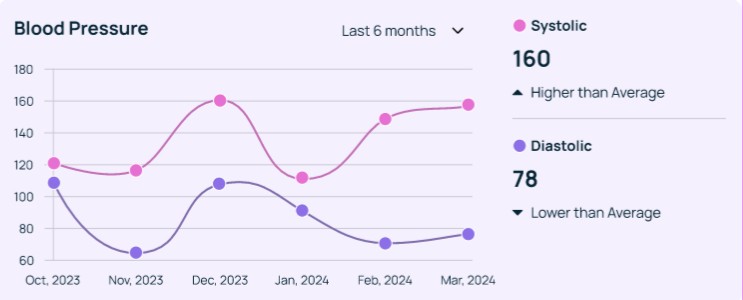 Blood Pressure
Last 6 months
180
160
140
120
100
80
60
Oct, 2023 Nov, 2023 Dec, 2023 Jan, 2024 Feb, 2024 Mar, 2024
Systolic
160
Higher than Average
Diastolic
78
Lower than Average